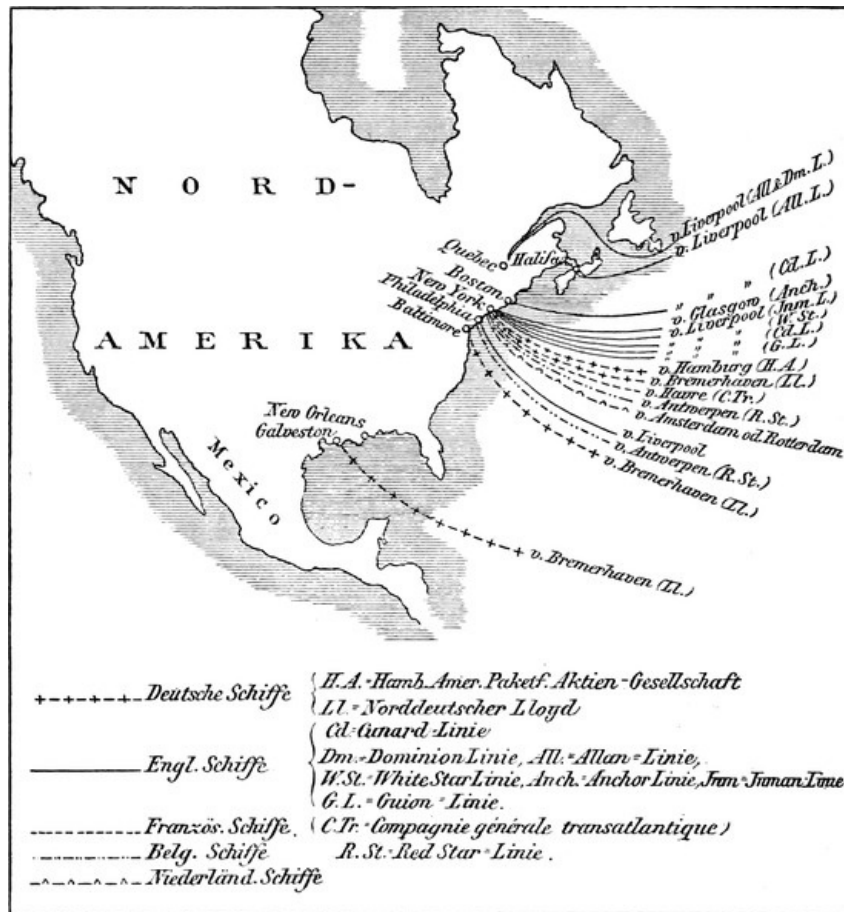 NORD-
AMERIKA
Mexico
Quebec
Halifax
Boston
New York
Philadelphia
Baltimore
New Orleans
Galveston
v. Liverpool (All & Dm. L.)
v. Liverpool (All. L.)
" " " (Cd. L.)
v. Glasgow (Anch.)
v. Liverpool (Inm. L.)
" " (W. St.)
" " (Cd. L.)
" " (G. L.)
v. Hamburg (H. A.)
v. Bremerhaven (Ll.)
v. Havre (C. Tr.)
v. Antwerpen (R. St.)
v. Amsterdam od. Rotterdam
v. Liverpool
v. Antwerpen (R. St.)
v. Bremerhaven (Ll.)
v. Bremerhaven (Ll.)
Deutsche Schiffe { H.A.=Hamb. Amer. Paketf. Aktien-Gesellschaft
Ll.=Norddeutscher Lloyd
Cd.=Cunard=Linie
Engl. Schiffe { Dm.=Dominion Linie, All.=Allan=Linie,
W.St.=White Star Linie, Anch.=Anchor Linie, Inm=Inman Linie
G.L.=Guion=Linie.
Französ. Schiffe. (C.Tr.=Compagnie générale transatlantique)
Belg. Schiffe R.St.=Red Star=Linie.
Niederländ. Schiffe